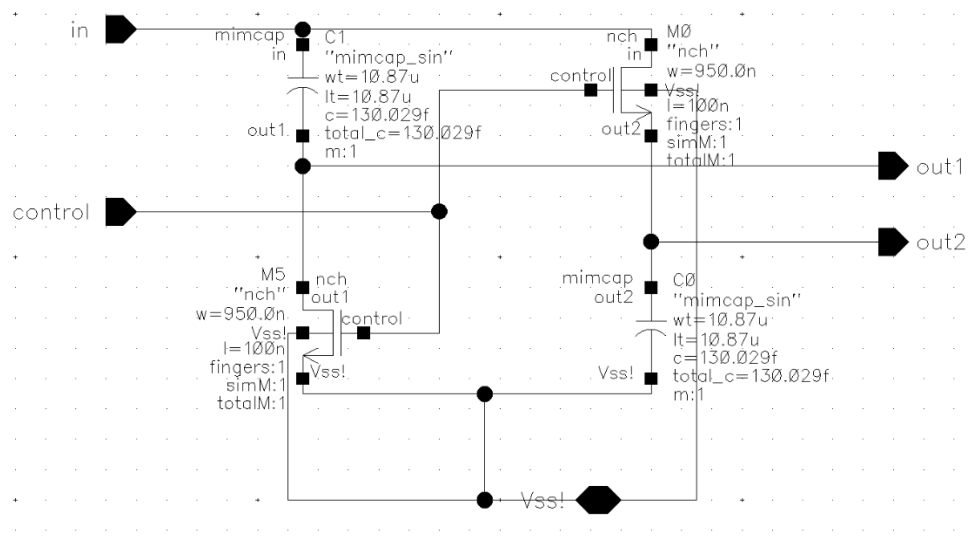 in
mimcap
in
C1
"mimcap_sin"
wt=10.87u
lt=10.87u
c=130.029f
total_c=130.029f
m:1
out1
nch
in
M0
"nch"
w=950.0n
control
Vss!
l=100n
fingers:1
simM:1
totalM:1
out2
out1
control
out2
M5
"nch"
w=950.0n
nch
out1
Vss!
control
l=100n
fingers:1
simM:1
totalM:1
Vss!
mimcap
out2
C0
"mimcap_sin"
wt=10.87u
lt=10.87u
c=130.029f
total_c=130.029f
m:1
Vss!
Vss!